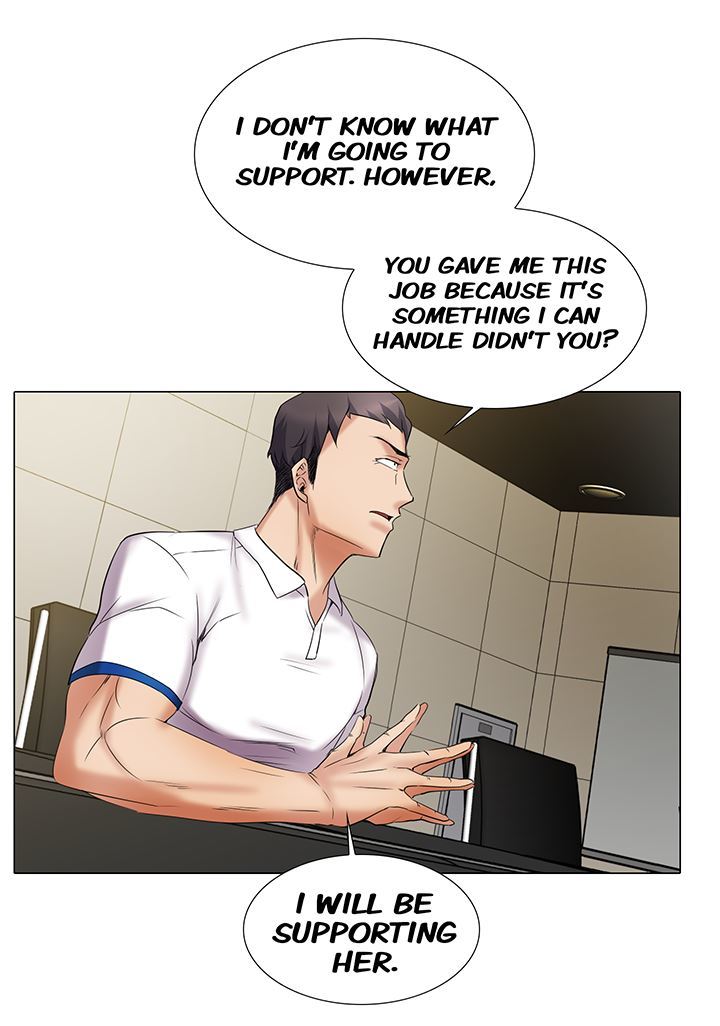 I DON'T KNOW WHAT
I'M GOING TO
SUPPORT. HOWEVER,
YOU GAVE ME THIS
JOB BECAUSE IT'S
SOMETHING I CAN
HANDLE DIDN'T YOU?
I WILL BE
SUPPORTING
HER.